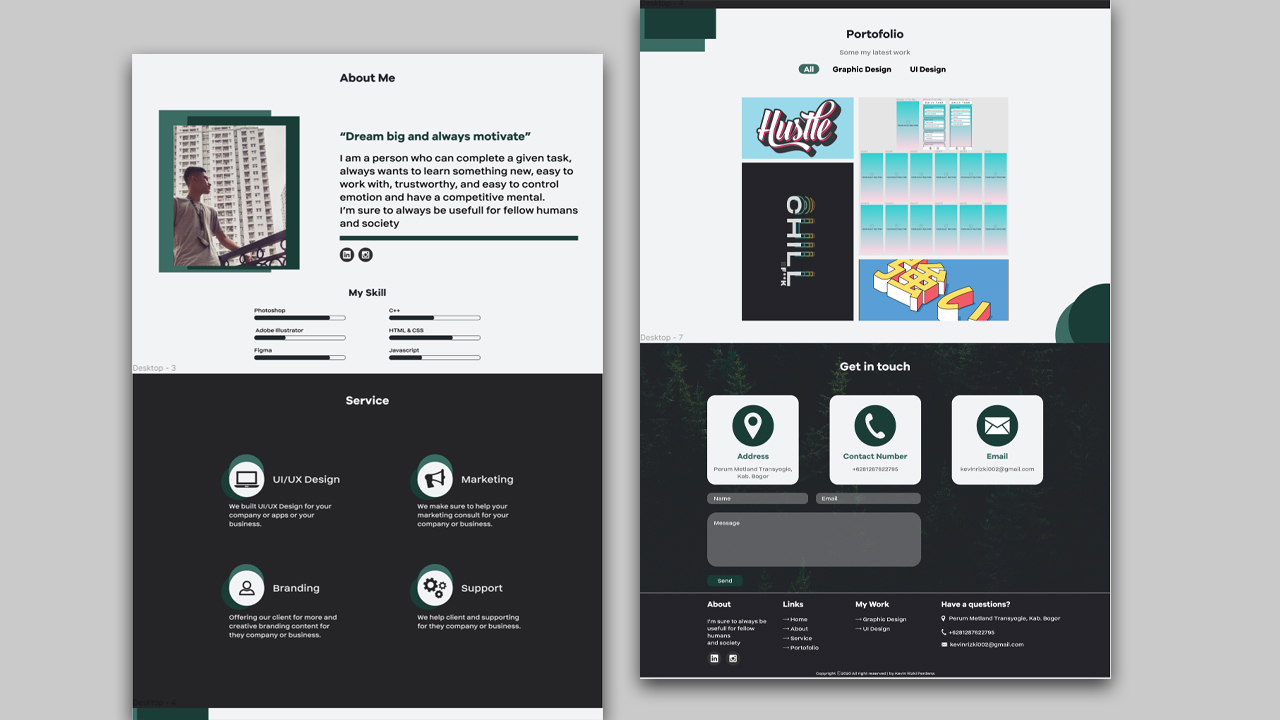 About Me
“Dream big and always motivate”
I am a person who can complete a given task,
always wants to learn something new, easy to
work with, trustworthy, and easy to control
emotion and have a competitive mental.
I’m sure to always be usefull for fellow humans
and society
My Skill
Photoshop
C++
Adobe Illustrator
HTML & CSS
Figma
Javascript
Desktop - 3
Service
UI/UX Design
We built UI/UX Design for your
company or apps or your
business.
Marketing
We make sure to help your
marketing consult for your
company or business.
Branding
Offering our client for more and
creative branding content for
they company or business.
Support
We help client and supporting
for they company or business.
Portofolio
Some my latest work
All
Graphic Design
UI Design
Hustle
CHILL
Desktop - 7
Get in touch
Address
Perum Metland Transyogie,
Kab. Bogor
Contact Number
+6281287622795
Email
kevinrizki002@gmail.com
Name
Email
Message
Send
About
I'm sure to always be
usefull for fellow
humans
and society
Links
Home
About
Service
Portofolio
My Work
Graphic Design
UI Design
Have a questions?
Perum Metland Transyogie, Kab. Bogor
+6281287622795
kevinrizki002@gmail.com